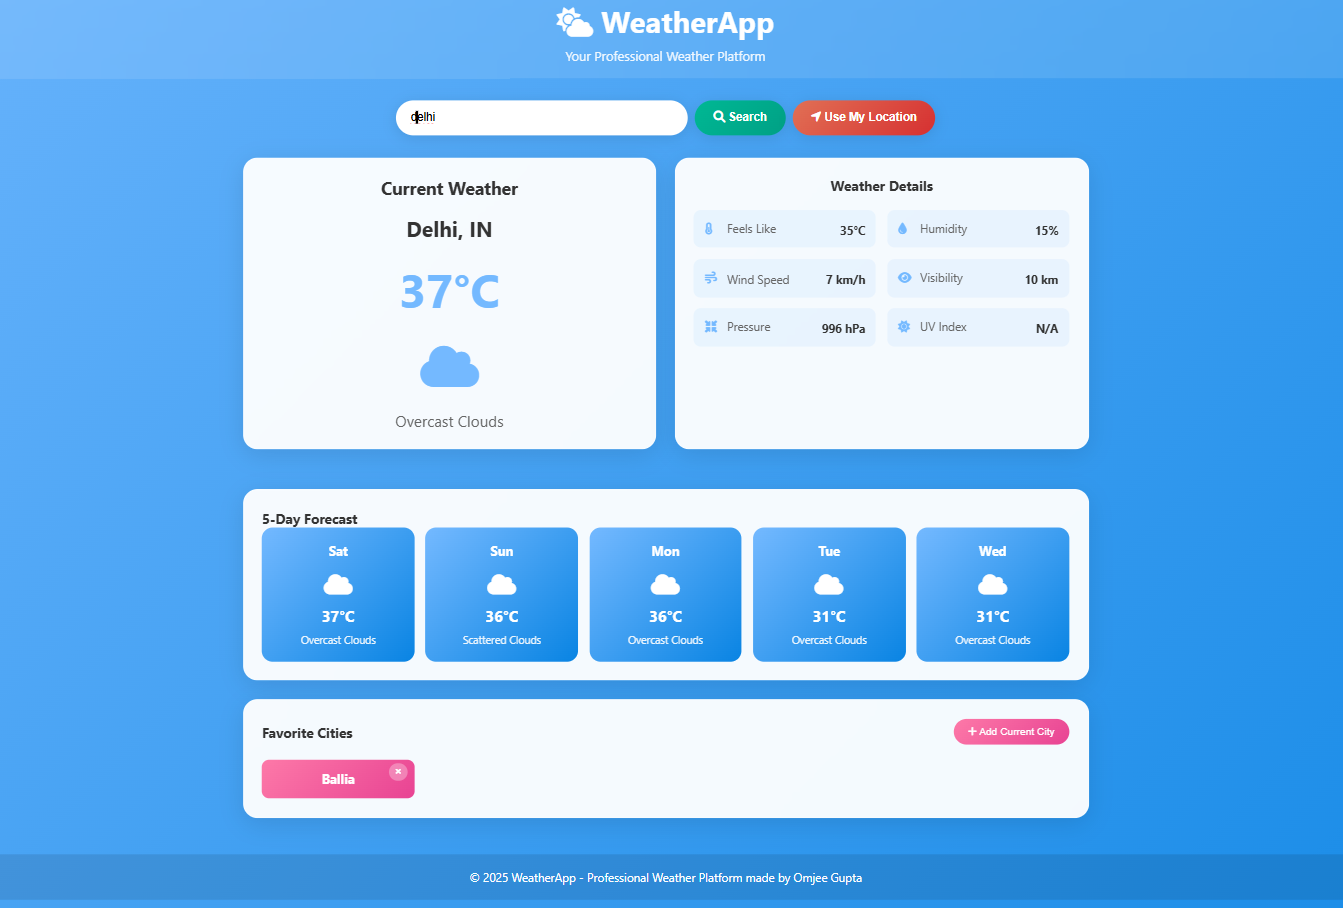 WeatherApp
Your Professional Weather Platform
delhi
Search
Use My Location
Current Weather
Delhi, IN
37°C
Overcast Clouds
Weather Details
Feels Like 35°C
Humidity 15%
Wind Speed 7 km/h
Visibility 10 km
Pressure 996 hPa
UV Index N/A
5-Day Forecast
Sat
37°C
Overcast Clouds
Sun
36°C
Scattered Clouds
Mon
36°C
Overcast Clouds
Tue
31°C
Overcast Clouds
Wed
31°C
Overcast Clouds
Favorite Cities
+ Add Current City
Ballia
×
© 2025 WeatherApp - Professional Weather Platform made by Omjee Gupta